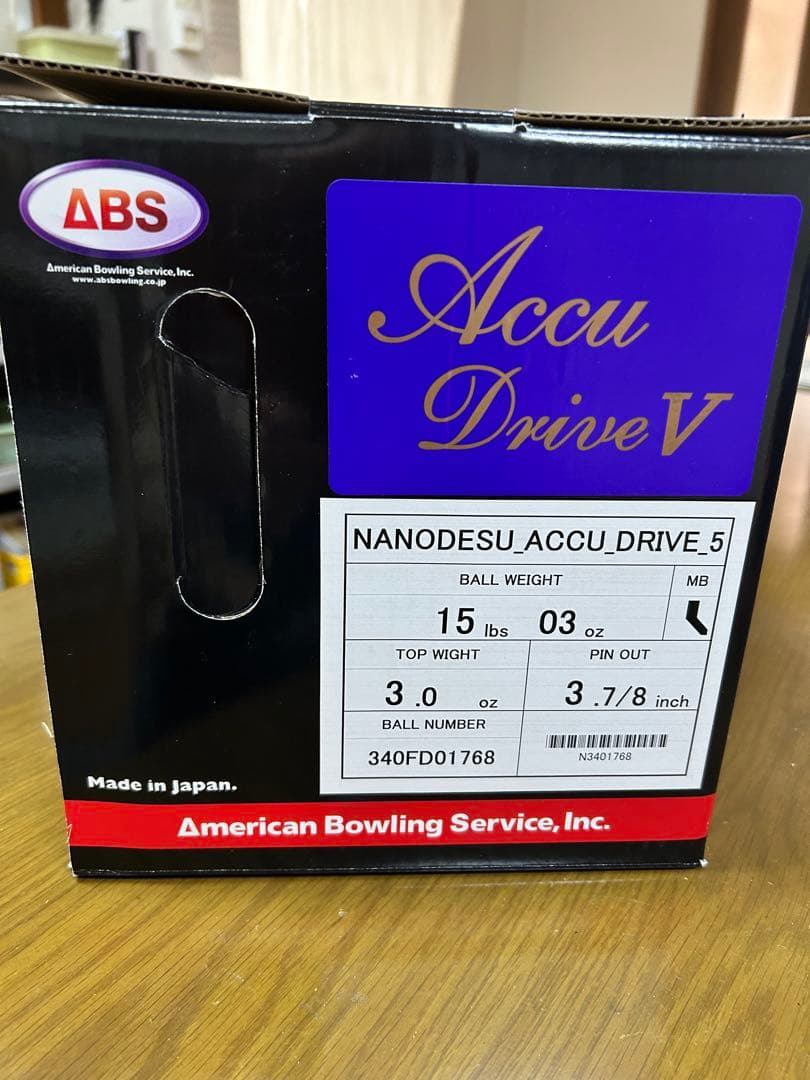 ABS
American Bowling Service, Inc.
www.absbowling.co.jp
Accu
Drive V
NANODESU_ACCU_DRIVE_5
BALL WEIGHT
MB
15 lbs 03 oz
TOP WIGHT
PIN OUT
3 .0 oz
3 .7/8 inch
BALL NUMBER
340FD01768
N3401768
Made in Japan.
American Bowling Service, Inc.